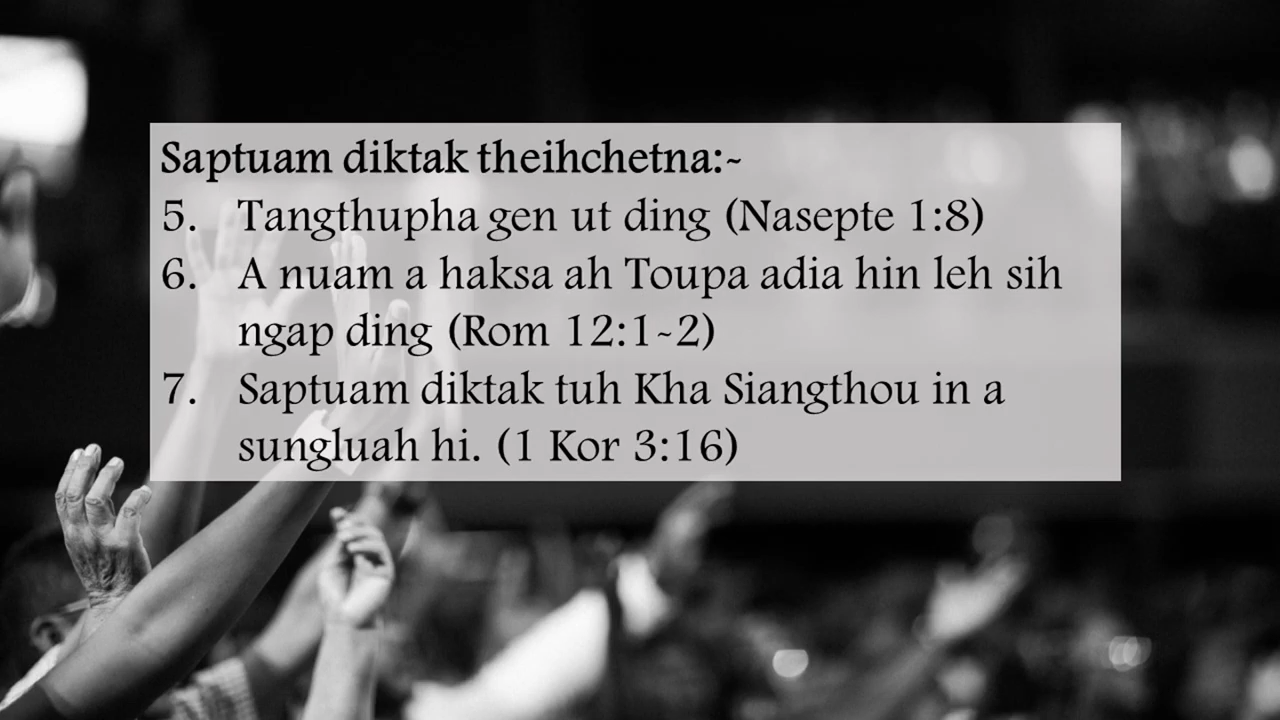 Saptuam diktak theihchetna:-
5. Tangthupha gen ut ding (Nasepte 1:8)
6. A nuam a haksa ah Toupa adia hin leh sih
ngap ding (Rom 12:1-2)
7. Saptuam diktak tuh Kha Siangthou in a
sungluah hi. (1 Kor 3:16)